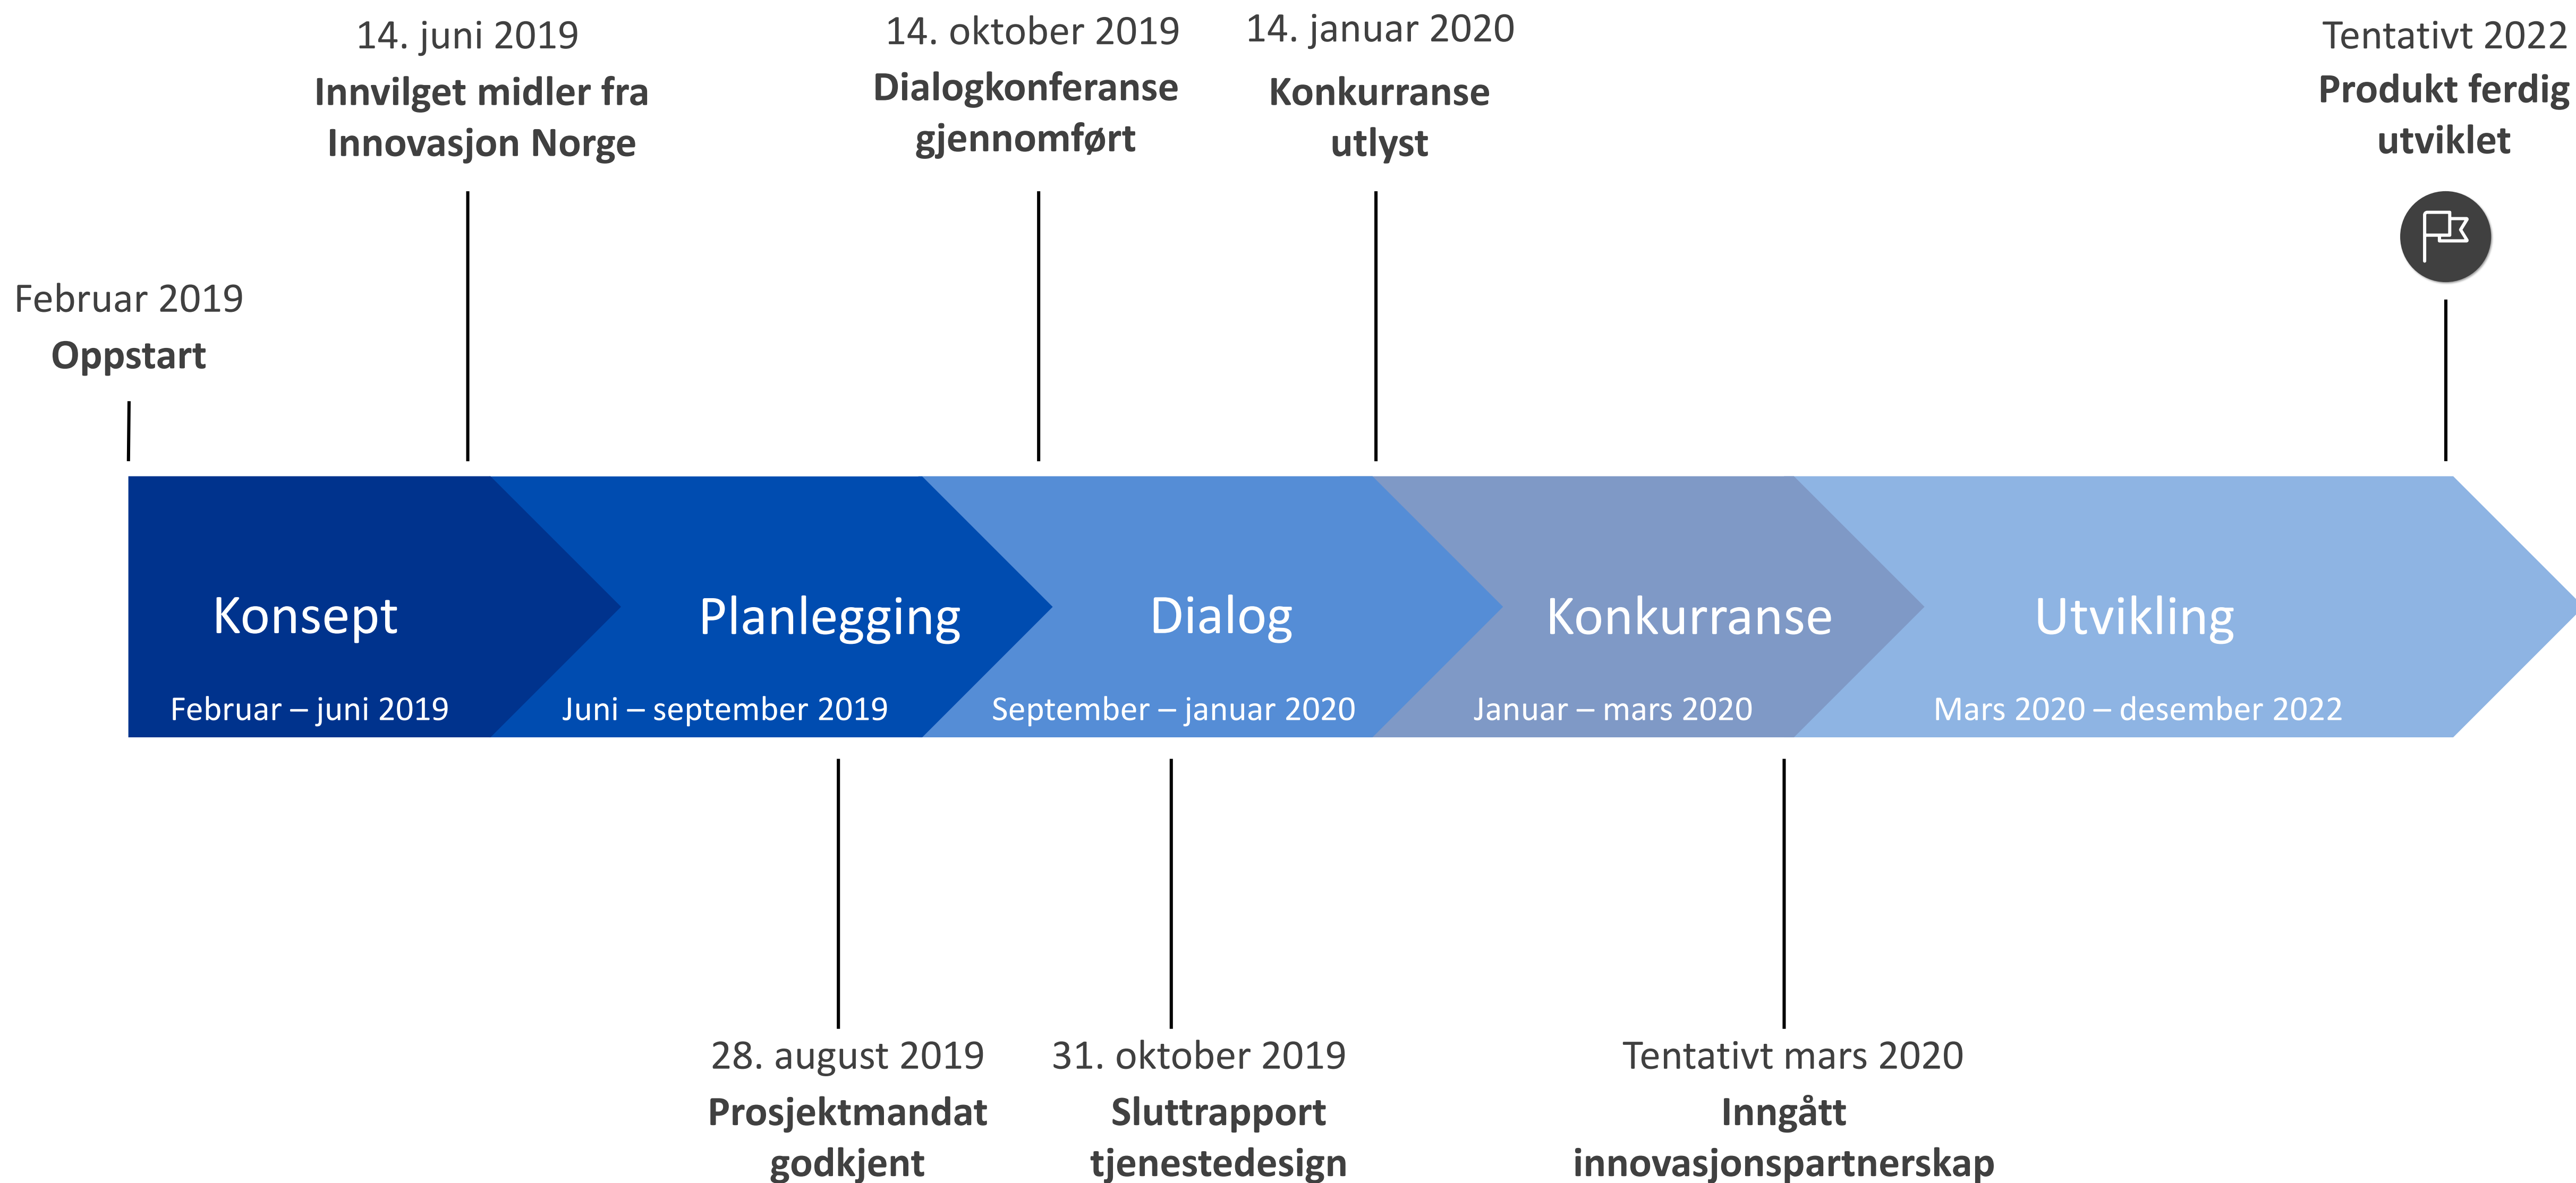 14. juni 2019
Innvilget midler fra
Innovasjon Norge
14. oktober 2019
Dialogkonferanse
gjennomført
14. januar 2020
Konkurranse
utlyst
Tentativt 2022
Produkt ferdig
utviklet
Februar 2019
Oppstart
Konsept
Februar – juni 2019
Planlegging
Juni – september 2019
Dialog
September – januar 2020
Konkurranse
Januar – mars 2020
Utvikling
Mars 2020 – desember 2022
28. august 2019
Prosjektmandat
godkjent
31. oktober 2019
Sluttrapport
tjenestedesign
Tentativt mars 2020
Inngått
innovasjonspartnerskap